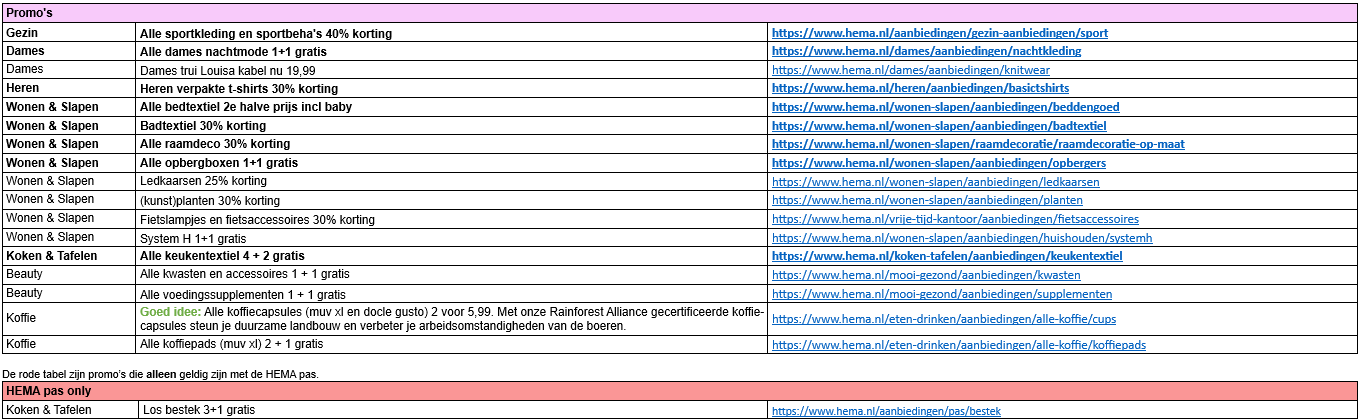 Promo's
Gezin Alle sportkleding en sportbeha's 40% korting https://www.hema.nl/aanbiedingen/gezin-aanbiedingen/sport
Dames Alle dames nachtmode 1+1 gratis https://www.hema.nl/dames/aanbiedingen/nachtkleding
Dames Dames trui Louisa kabel nu 19,99 https://www.hema.nl/dames/aanbiedingen/knitwear
Heren Heren verpakte t-shirts 30% korting https://www.hema.nl/heren/aanbiedingen/basictshirts
Wonen & Slapen Alle bedtextiel 2e halve prijs incl baby https://www.hema.nl/wonen-slapen/aanbiedingen/beddengoed
Wonen & Slapen Badtextiel 30% korting https://www.hema.nl/wonen-slapen/aanbiedingen/badtextiel
Wonen & Slapen Alle raamdeco 30% korting https://www.hema.nl/wonen-slapen/raamdecoratie/raamdecoratie-op-maat
Wonen & Slapen Alle opbergboxen 1+1 gratis https://www.hema.nl/wonen-slapen/aanbiedingen/opbergers
Wonen & Slapen Ledkaarsen 25% korting https://www.hema.nl/wonen-slapen/aanbiedingen/ledkaarsen
Wonen & Slapen (kunst)planten 30% korting https://www.hema.nl/wonen-slapen/aanbiedingen/planten
Wonen & Slapen Fietslampjes en fietsaccessoires 30% korting https://www.hema.nl/vrije-tijd-kantoor/aanbiedingen/fietsaccessoires
Wonen & Slapen System H 1+1 gratis https://www.hema.nl/wonen-slapen/aanbiedingen/huishouden/systemh
Koken & Tafelen Alle keukentextiel 4 + 2 gratis https://www.hema.nl/koken-tafelen/aanbiedingen/keukentextiel
Beauty Alle kwasten en accessoires 1 + 1 gratis https://www.hema.nl/mooi-gezond/aanbiedingen/kwasten
Beauty Alle voedingssupplementen 1 + 1 gratis https://www.hema.nl/mooi-gezond/aanbiedingen/supplementen
Koffie Goed idee: Alle koffiecapsules (muv xl en docle gusto) 2 voor 5,99. Met onze Rainforest Alliance gecertificeerde koffie-
capsules steun je duurzame landbouw en verbeter je arbeidsomstandigheden van de boeren. https://www.hema.nl/eten-drinken/aanbiedingen/alle-koffie/cups
Koffie Alle koffiepads (muv xl) 2 + 1 gratis https://www.hema.nl/eten-drinken/aanbiedingen/alle-koffie/koffiepads
De rode tabel zijn promo's die alleen geldig zijn met de HEMA pas.
HEMA pas only
Koken & Tafelen Los bestek 3+1 gratis https://www.hema.nl/aanbiedingen/pas/bestek